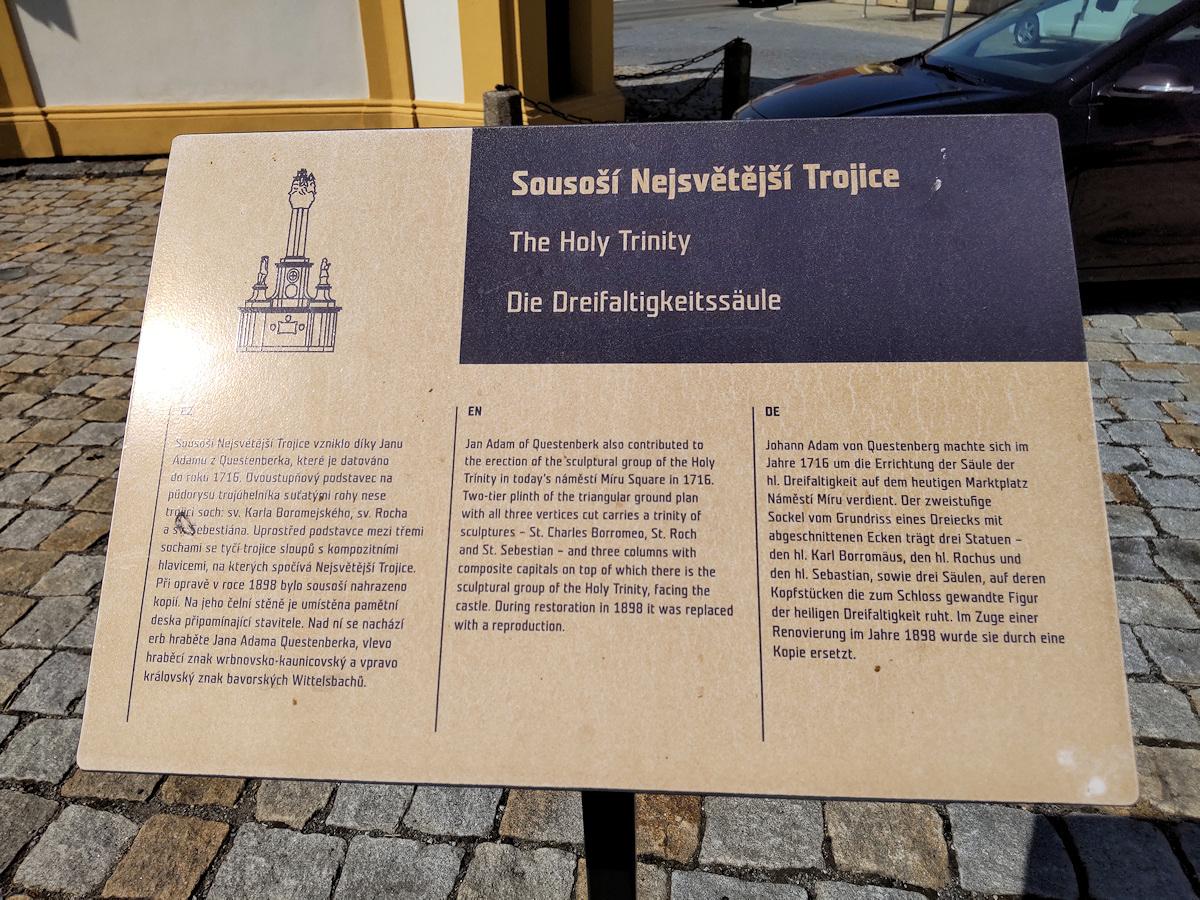 Sousoší Nejsvětější Trojice
The Holy Trinity
Die Dreifaltigkeitssäule
EZ
Sousoší Nejsvětější Trojice vzniklo díky Janu
Adamu z Questenberka, které je datováno
do roku 1716. Dvoustupňový podstavec na
půdorysu trojúhelníka suťatými rohy nese
trojici soch: sv. Karla Boromejského, sv. Rocha
a sv. Sebestiána. Uprostřed podstavce mezi třemi
sochami se tyčí trojice sloupů s kompozitními
hlavicemi, na kterých spočívá Nejsvětější Trojice.
Při opravě v roce 1898 bylo sousoší nahrazeno
kopií. Na jeho čelní stěně je umístěna pamětní
deska připomínající stavitele. Nad ní se nachází
erb hraběte Jana Adama Questenberka, vlevo
hraběcí znak wrbnovsko-kaunicovský a vpravo
královský znak bavorských Wittelsbachů.
EN
Jan Adam of Questenberk also contributed to
the erection of the sculptural group of the Holy
Trinity in today's náměstí Míru Square in 1716.
Two-tier plinth of the triangular ground plan
with all three vertices cut carries a trinity of
sculptures – St. Charles Borromeo, St. Roch
and St. Sebestian – and three columns with
composite capitals on top of which there is the
sculptural group of the Holy Trinity, facing the
castle. During restoration in 1898 it was replaced
with a reproduction.
DE
Johann Adam von Questenberg machte sich im
Jahre 1716 um die Errichtung der Säule der
hl. Dreifaltigkeit auf dem heutigen Marktplatz
Náměstí Míru verdient. Der zweistufige
Sockel vom Grundriss eines Dreiecks mit
abgeschnittenen Ecken trägt drei Statuen –
den hl. Karl Borromäus, den hl. Rochus und
den hl. Sebastian, sowie drei Säulen, auf deren
Kopfstücken die zum Schloss gewandte Figur
der heiligen Dreifaltigkeit ruht. Im Zuge einer
Renovierung im Jahre 1898 wurde sie durch eine
Kopie ersetzt.